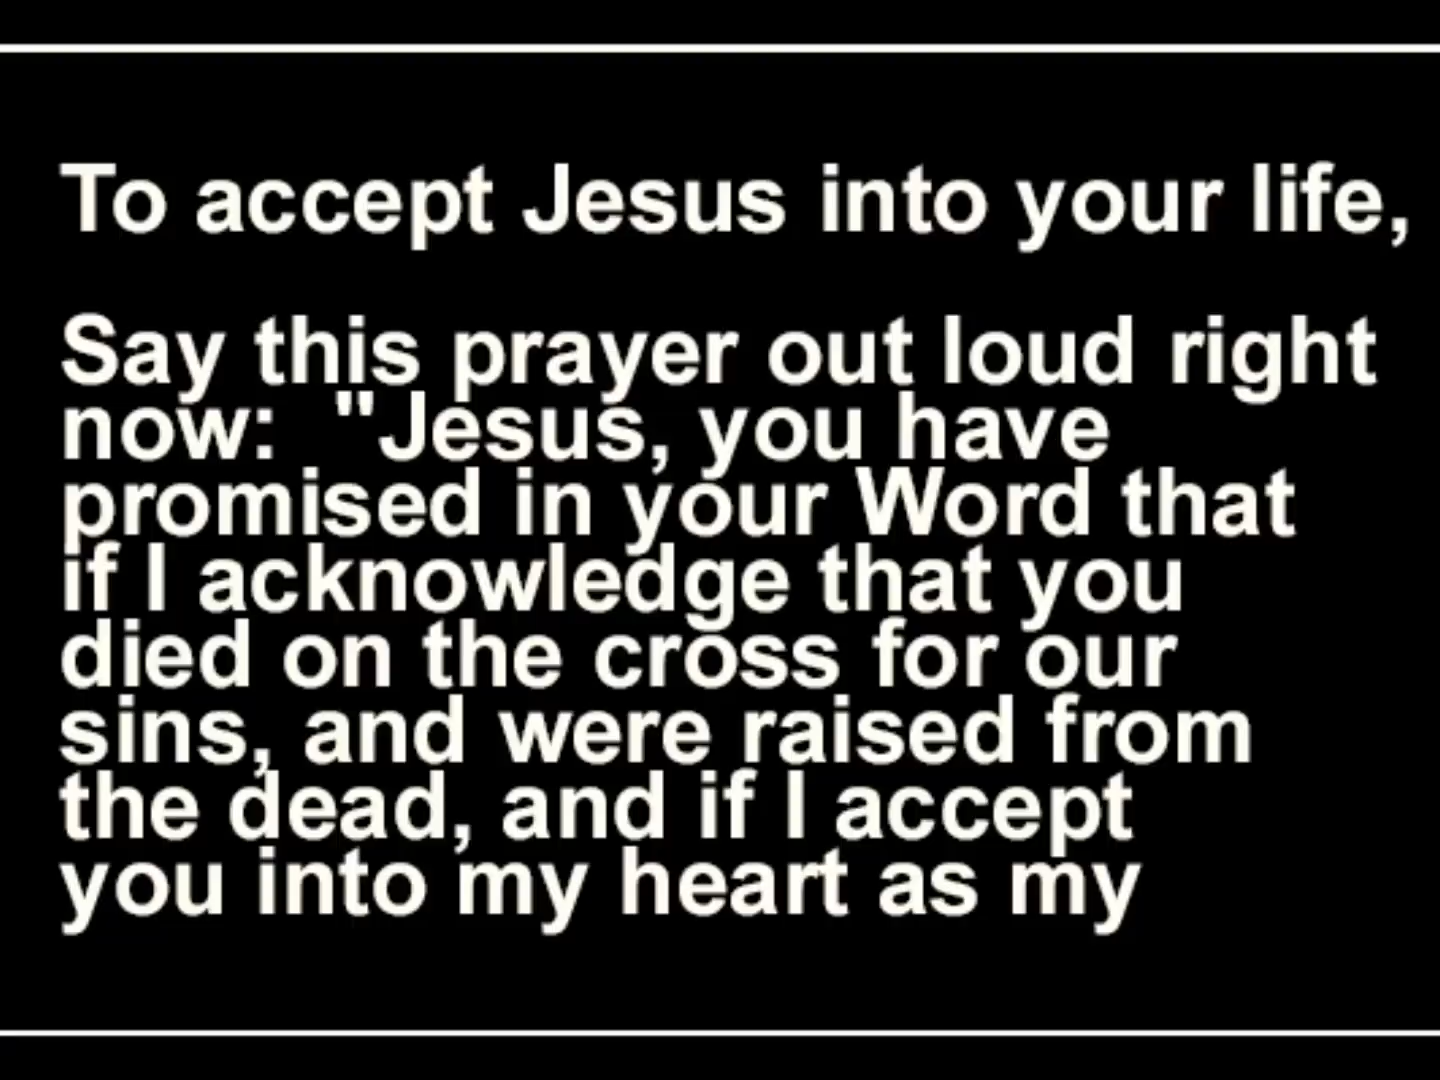 To accept Jesus into your life,
Say this prayer out loud right
now:  "Jesus, you have
promised in your Word that
if I acknowledge that you
died on the cross for our
sins, and were raised from
the dead, and if I accept
you into my heart as my